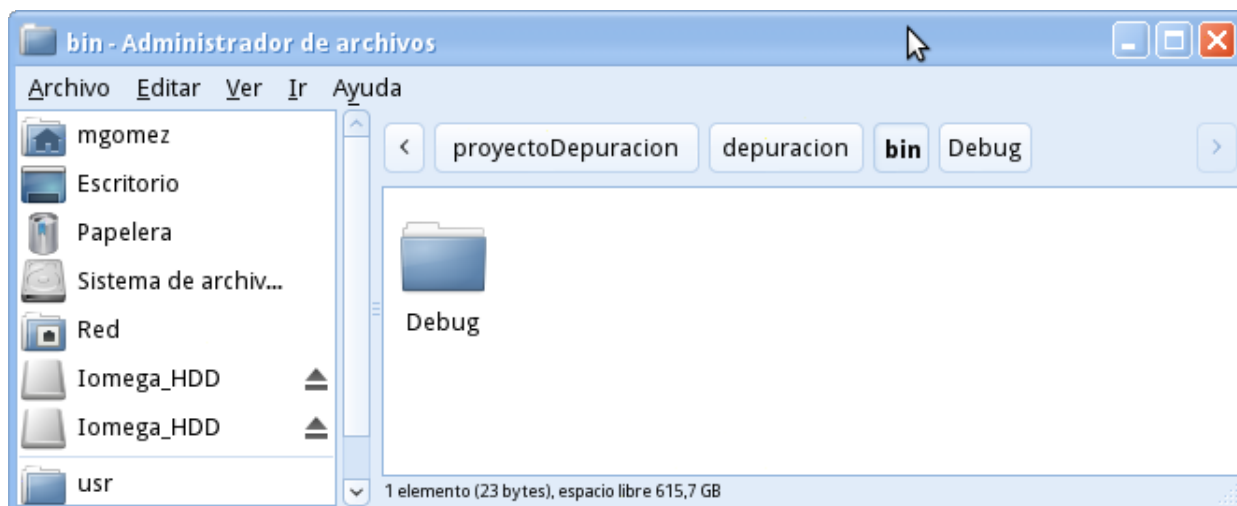 bin - Administrador de archivos
Archivo Editar Ver Ir Ayuda
mgomez
Escritorio
Papelera
Sistema de archiv...
Red
Iomega_HDD
Iomega_HDD
usr
< proyectoDepuracion depuracion bin Debug >
Debug
1 elemento (23 bytes), espacio libre 615,7 GB